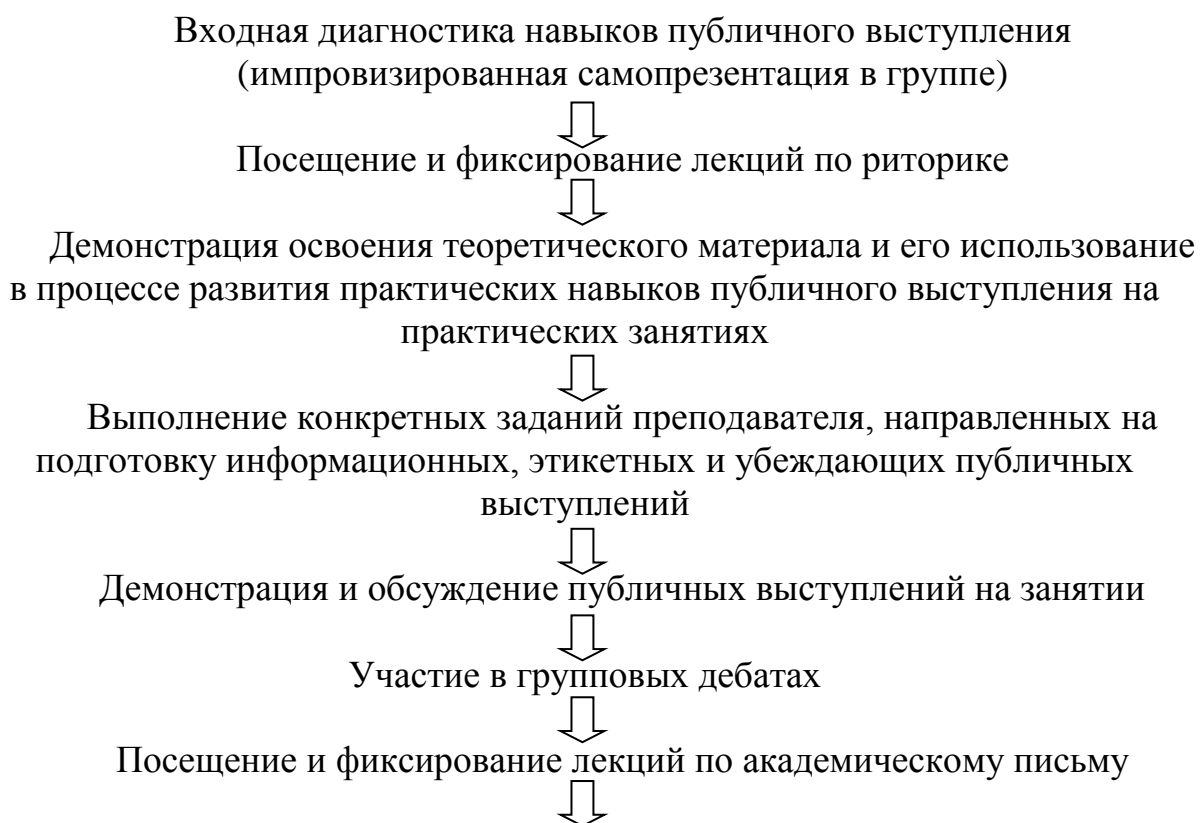 Входная диагностика навыков публичного выступления
(импровизированная самопрезентация в группе)
Посещение и фиксирование лекций по риторике
Демонстрация освоения теоретического материала и его использование
в процессе развития практических навыков публичного выступления на
практических занятиях
Выполнение конкретных заданий преподавателя, направленных на
подготовку информационных, этикетных и убеждающих публичных
выступлений
Демонстрация и обсуждение публичных выступлений на занятии
Участие в групповых дебатах
Посещение и фиксирование лекций по академическому письму